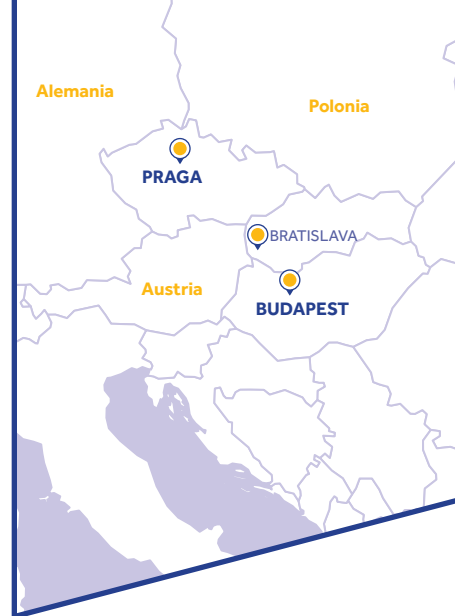 Alemania
Polonia
PRAGA
BRATISLAVA
Austria
BUDAPEST